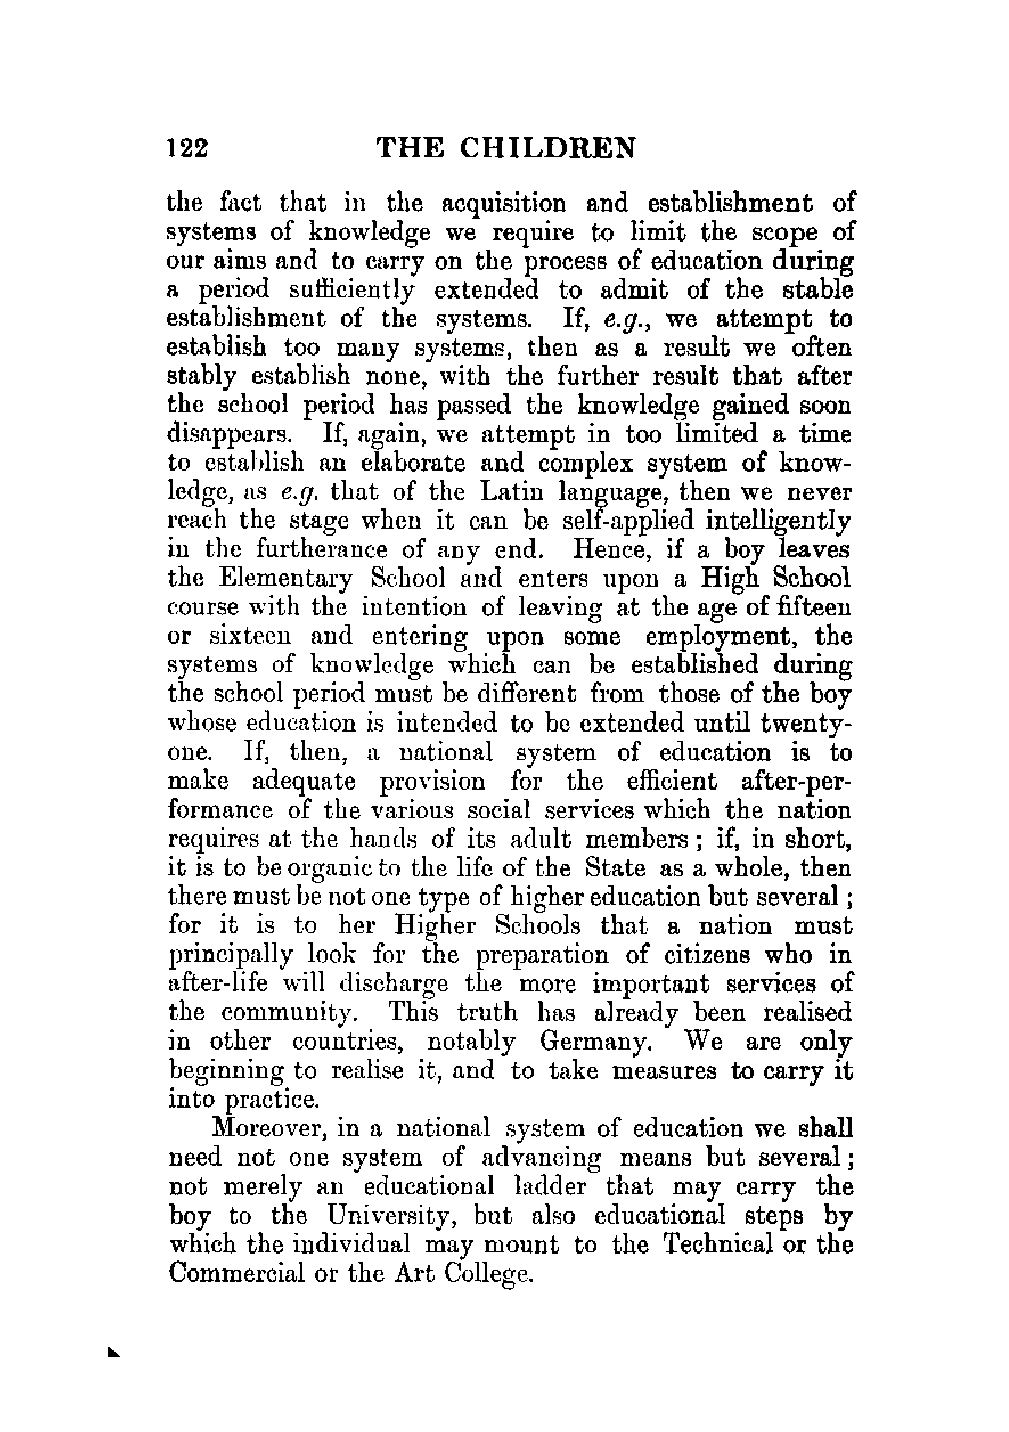 122 THE CHILDREN
the fact that in the acquisition and establishment of
systems of knowledge we require to limit the scope of
our aims and to carry on the process of education during
a period sufficiently extended to admit of the stable
establishment of the systems. If, e.g., we attempt to
establish too many systems, then as a result we often
stably establish none, with the further result that after
the school period has passed the knowledge gained soon
disappears. If, again, we attempt in too limited a time
to establish an elaborate and complex system of know-
ledge, as e.g. that of the Latin language, then we never
reach the stage when it can be self-applied intelligently
in the furtherance of any end. Hence, if a boy leaves
the Elementary School and enters upon a High School
course with the intention of leaving at the age of fifteen
or sixteen and entering upon some employment, the
systems of knowledge which can be established during
the school period must be different from those of the boy
whose education is intended to be extended until twenty-
one. If, then, a national system of education is to
make adequate provision for the efficient after-per-
formance of the various social services which the nation
requires at the hands of its adult members; if, in short,
it is to be organic to the life of the State as a whole, then
there must be not one type of higher education but several;
for it is to her Higher Schools that a nation must
principally look for the preparation of citizens who in
after-life will discharge the more important services of
the community. This truth has already been realised
in other countries, notably Germany. We are only
beginning to realise it, and to take measures to carry it
into practice.
Moreover, in a national system of education we shall
need not one system of advancing means but several;
not merely an educational ladder that may carry the
boy to the University, but also educational steps by
which the individual may mount to the Technical or the
Commercial or the Art College.